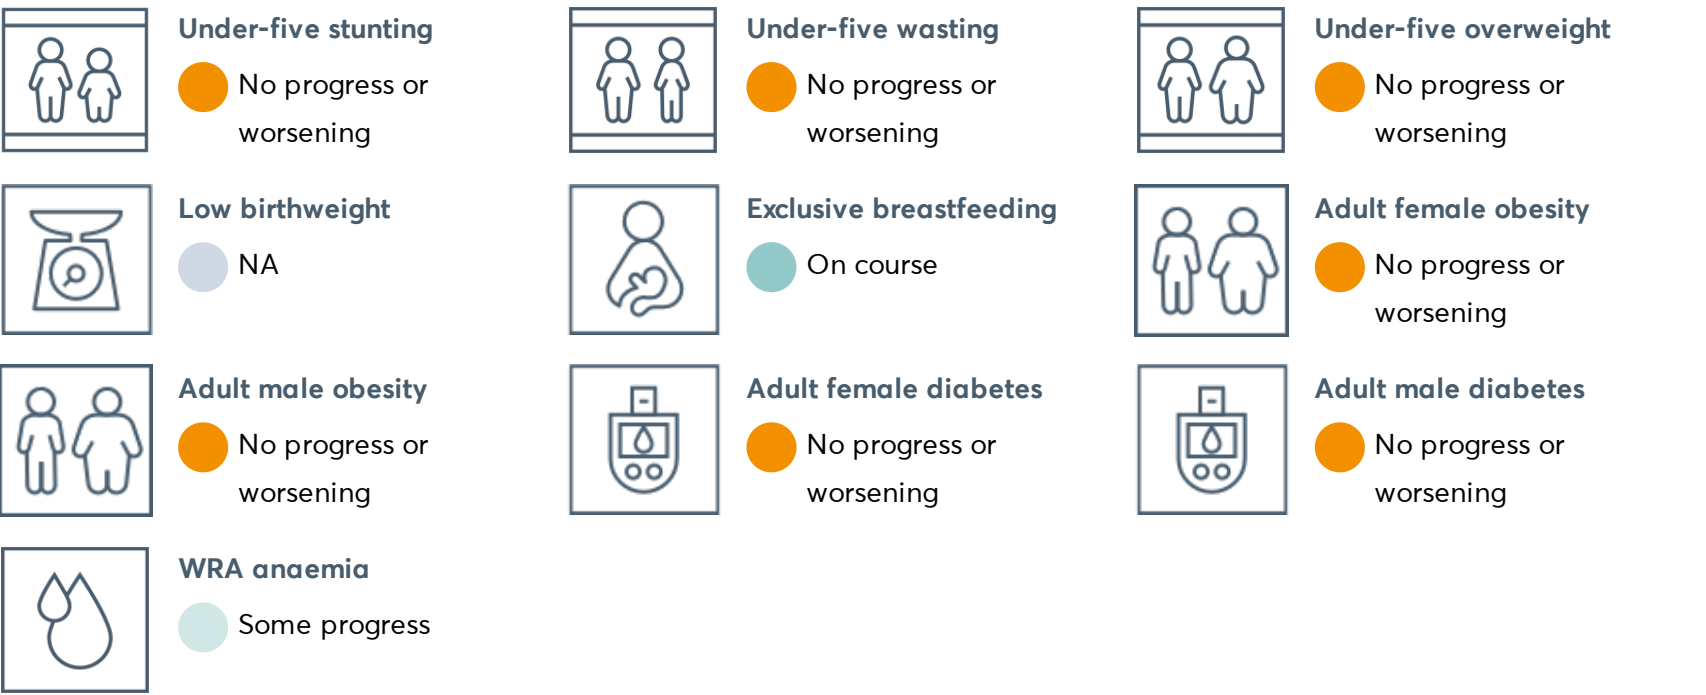 Under-five stunting
No progress or
worsening
Under-five wasting
No progress or
worsening
Under-five overweight
No progress or
worsening
Low birthweight
NA
Exclusive breastfeeding
On course
Adult female obesity
No progress or
worsening
Adult male obesity
No progress or
worsening
Adult female diabetes
No progress or
worsening
Adult male diabetes
No progress or
worsening
WRA anaemia
Some progress